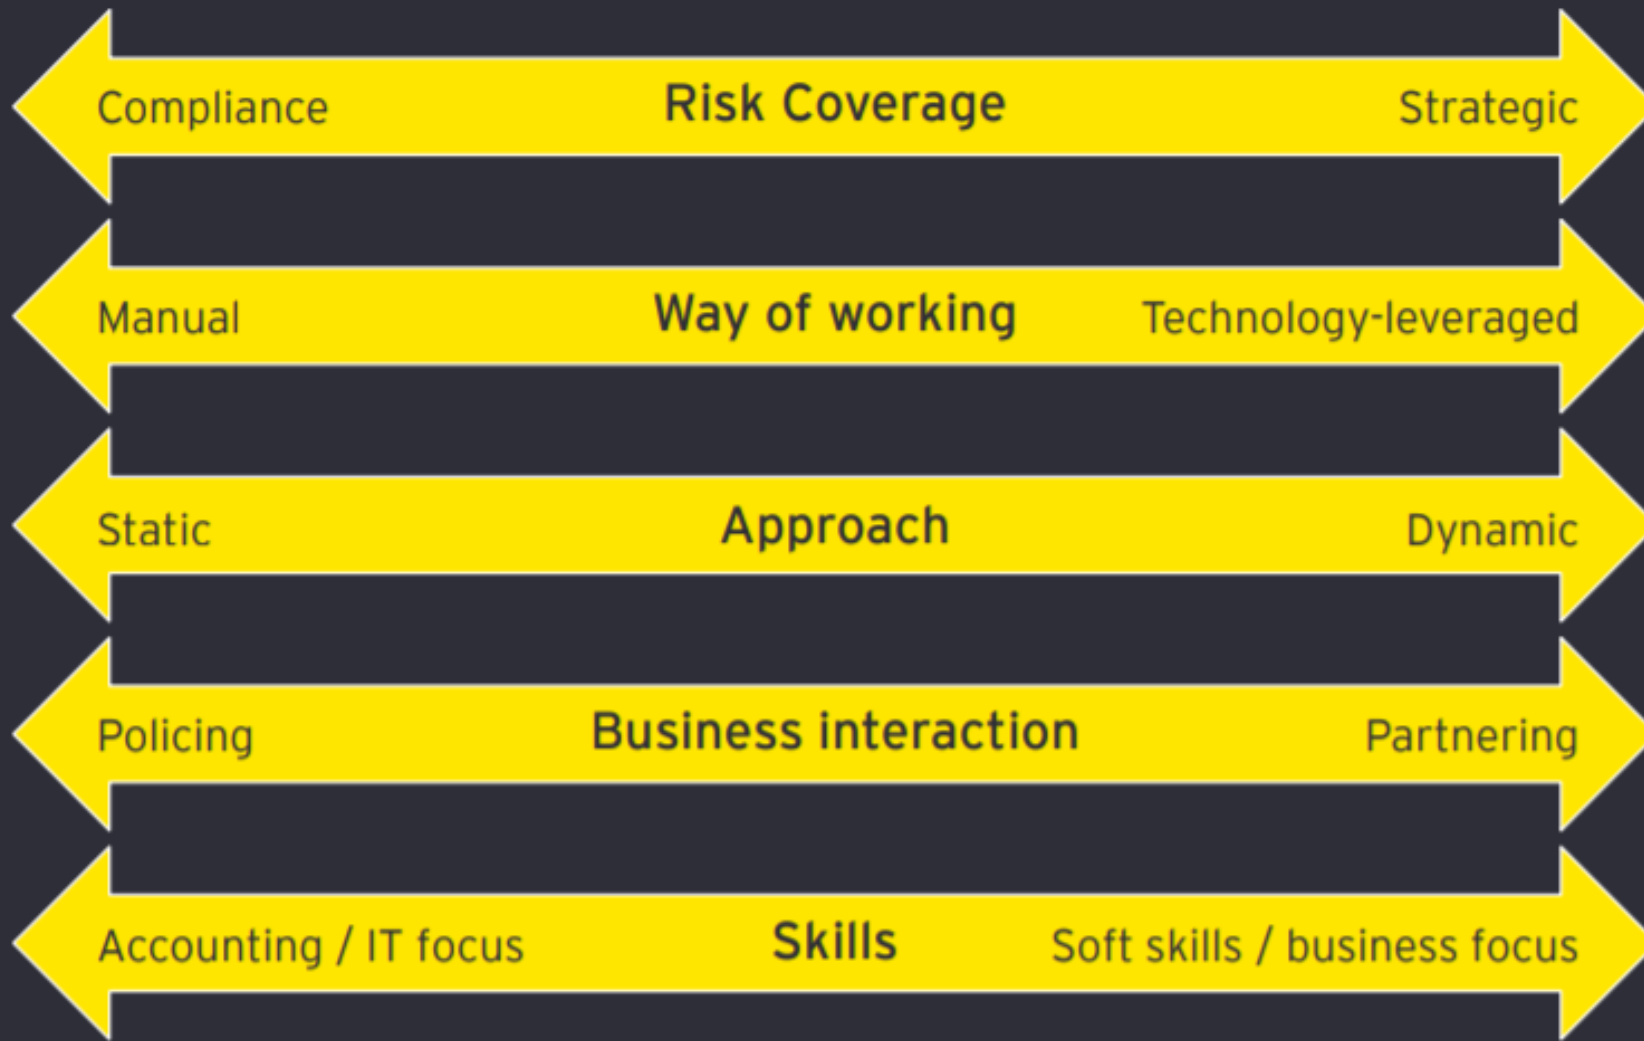 Compliance Risk Coverage Strategic
Manual Way of working Technology-leveraged
Static Approach Dynamic
Policing Business interaction Partnering
Accounting / IT focus Skills Soft skills / business focus